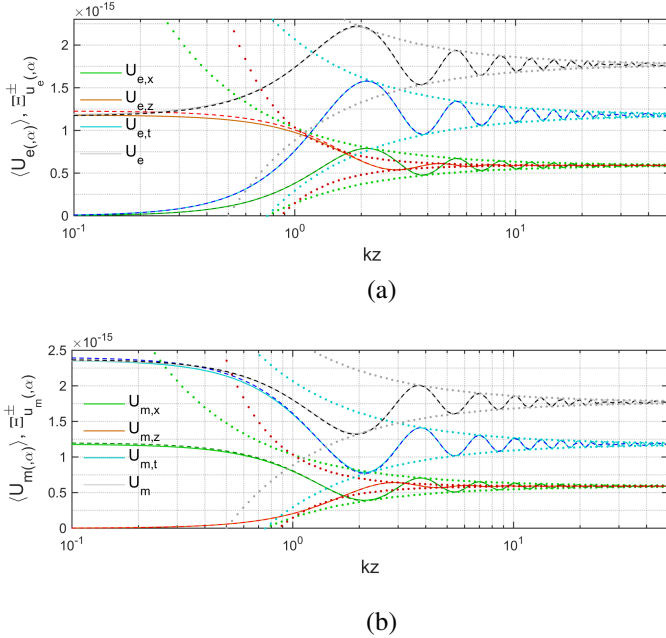 ×10⁻¹⁵
2
1.5
1
0.5
0
⟨U_e(,α)⟩, Ξ^±_u_e(,α)
U_e,x
U_e,z
U_e,t
U_e
10⁻¹ 10⁰ 10¹
kz
(a)
×10⁻¹⁵
2.5
2
1.5
1
0.5
0
⟨U_m(,α)⟩, Ξ^±_u_m(,α)
U_m,x
U_m,z
U_m,t
U_m
10⁻¹ 10⁰ 10¹
kz
(b)